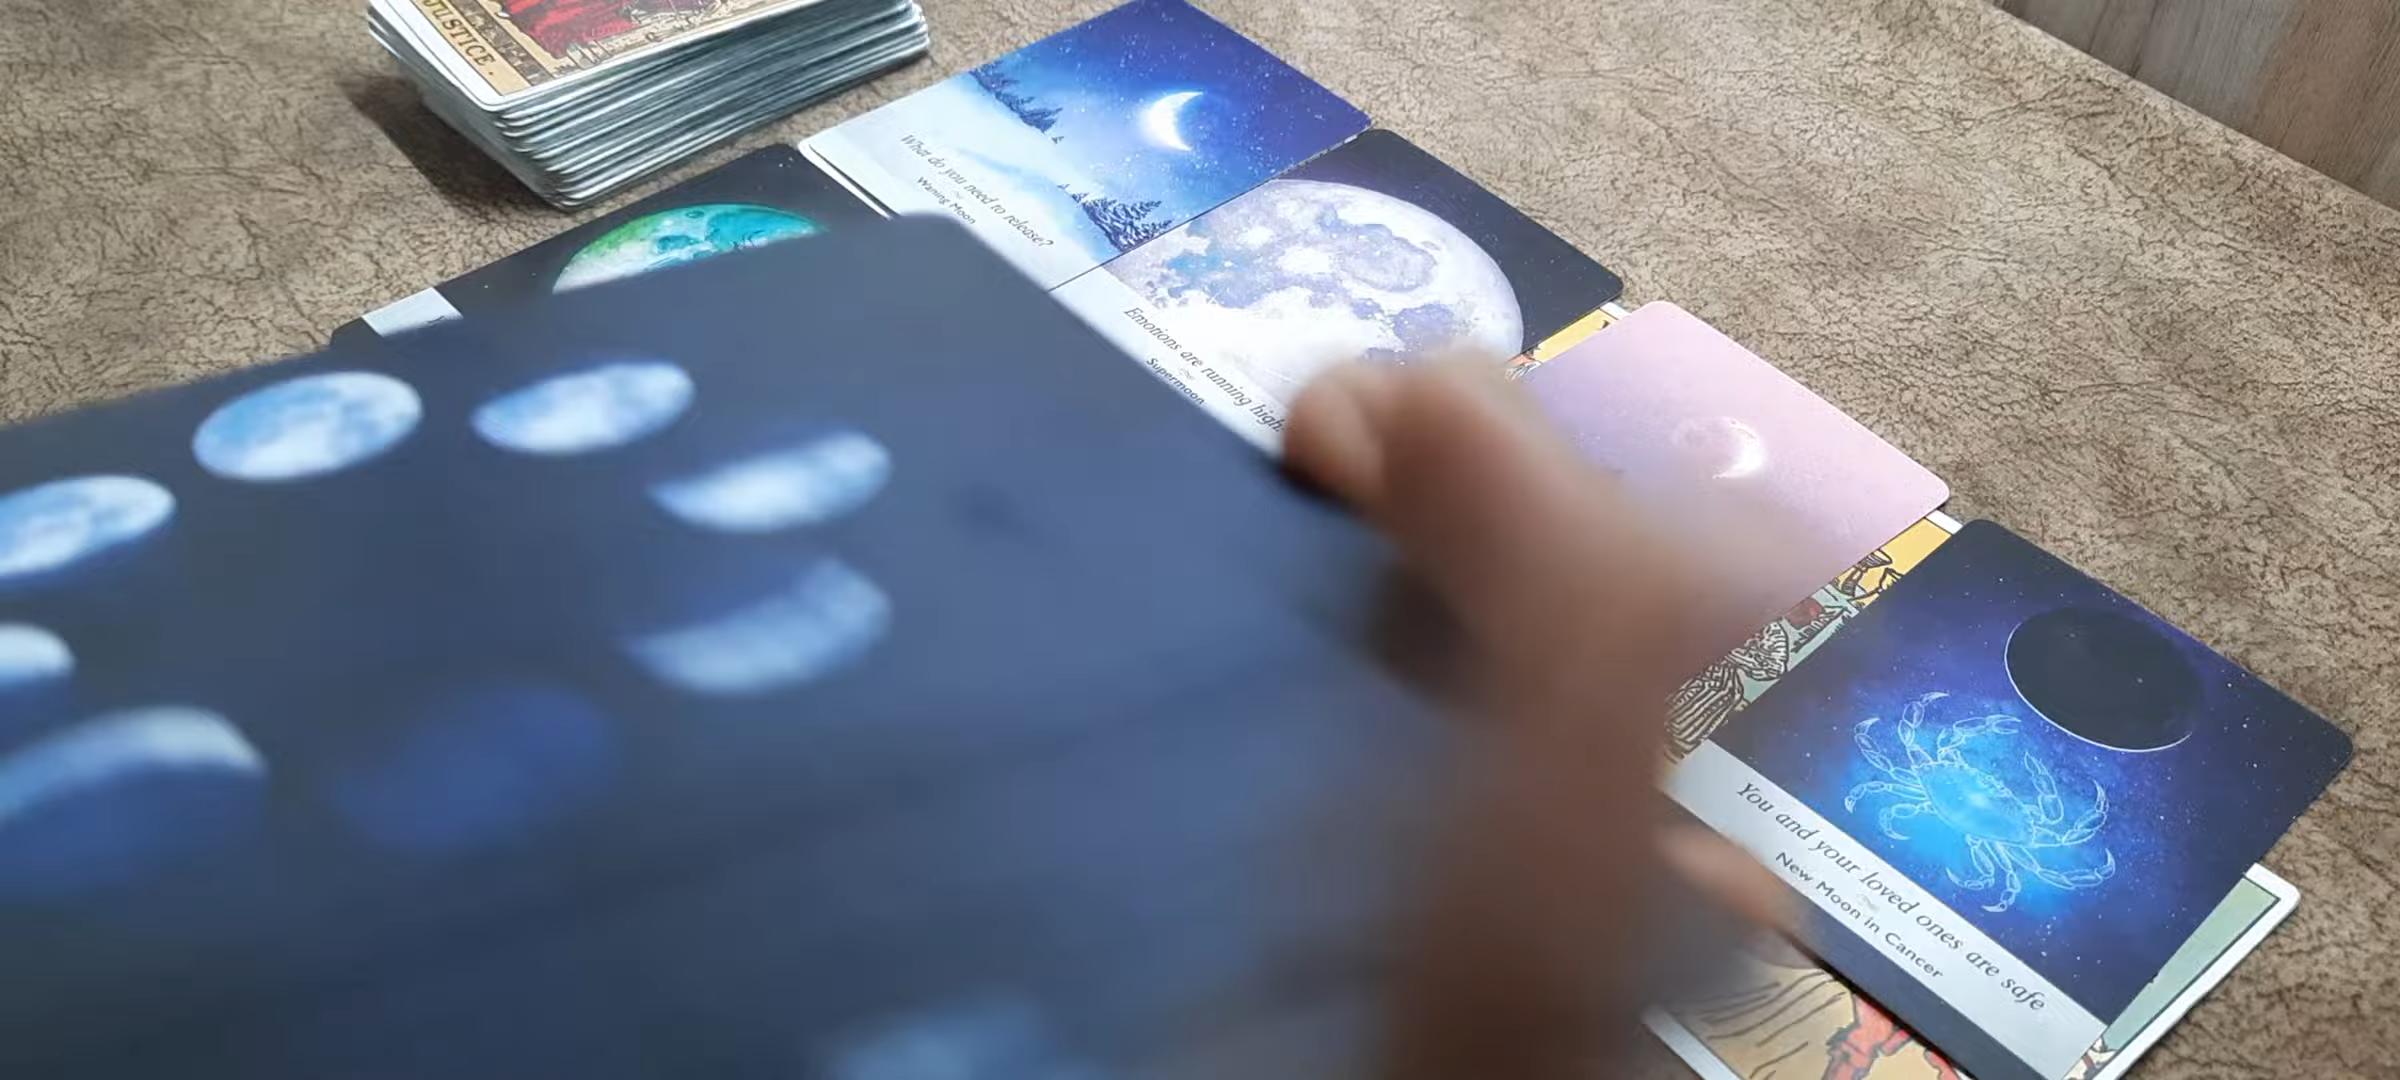 JUSTICE.
What do you need to release?
Waning Moon
Emotions are running high
Supermoon
You and your loved ones are safe
New Moon in Cancer